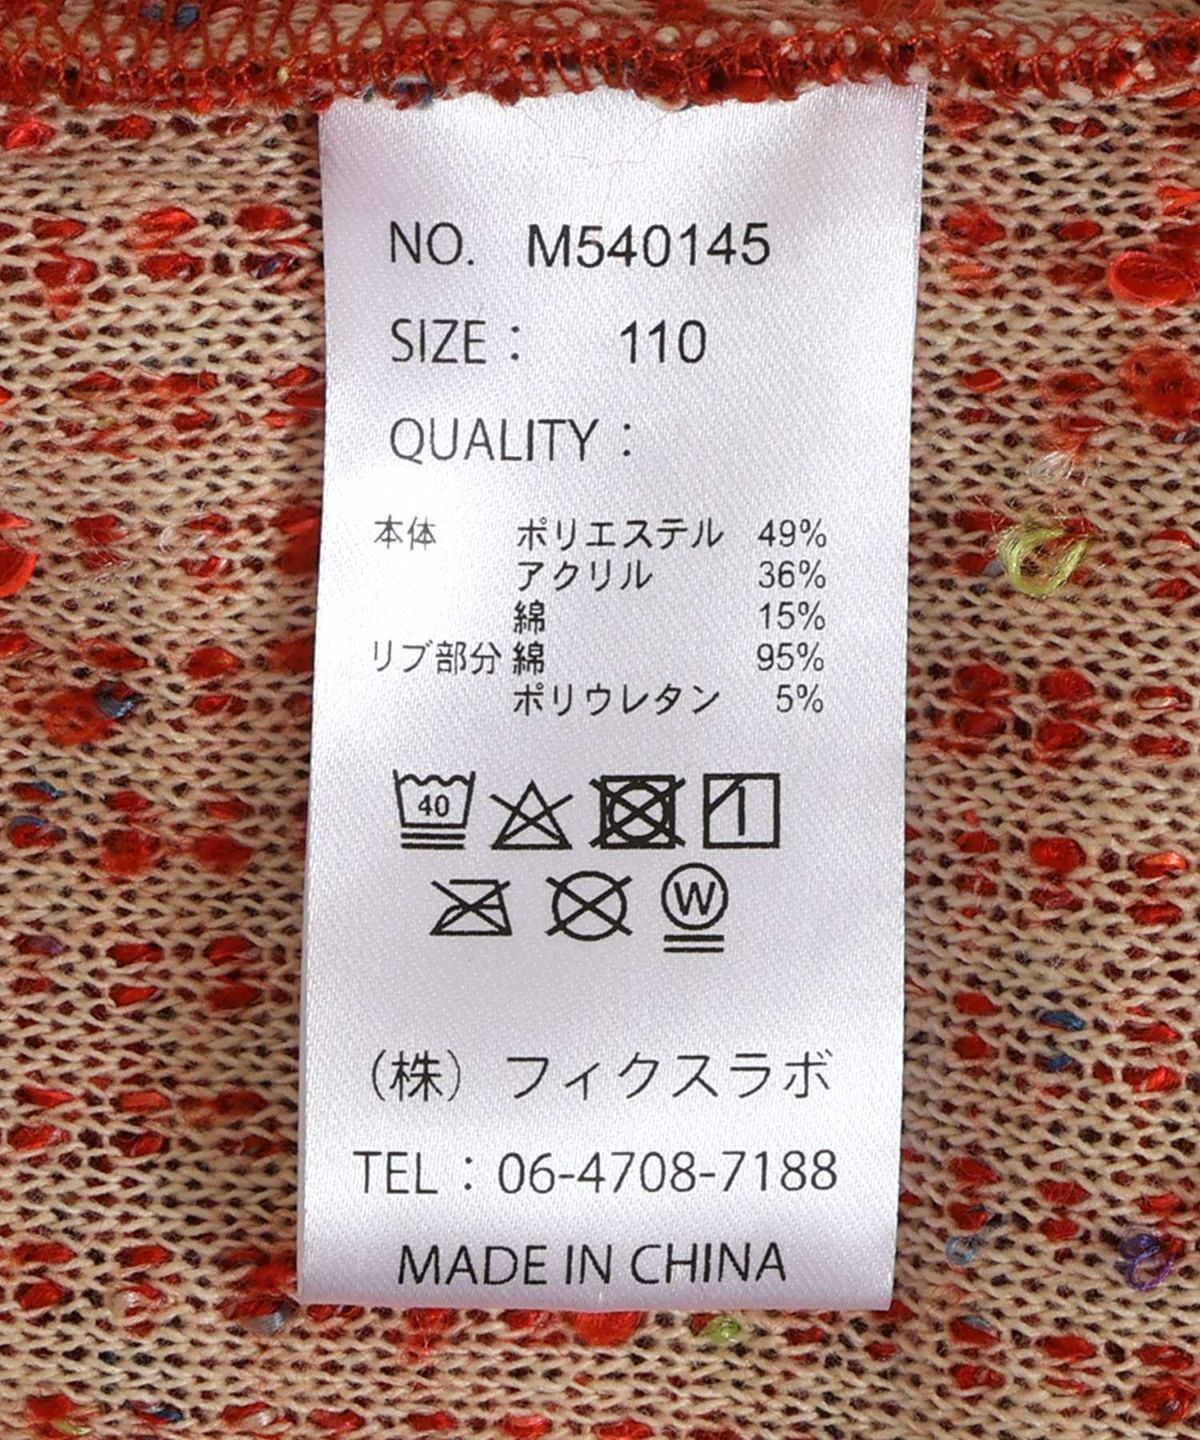 NO. M540145
SIZE： 110
QUALITY：
本体 ポリエステル 49%
アクリル 36%
綿 15%
リブ部分 綿 95%
ポリウレタン 5%
40
W
（株）フィクスラボ
TEL：06-4708-7188
MADE IN CHINA